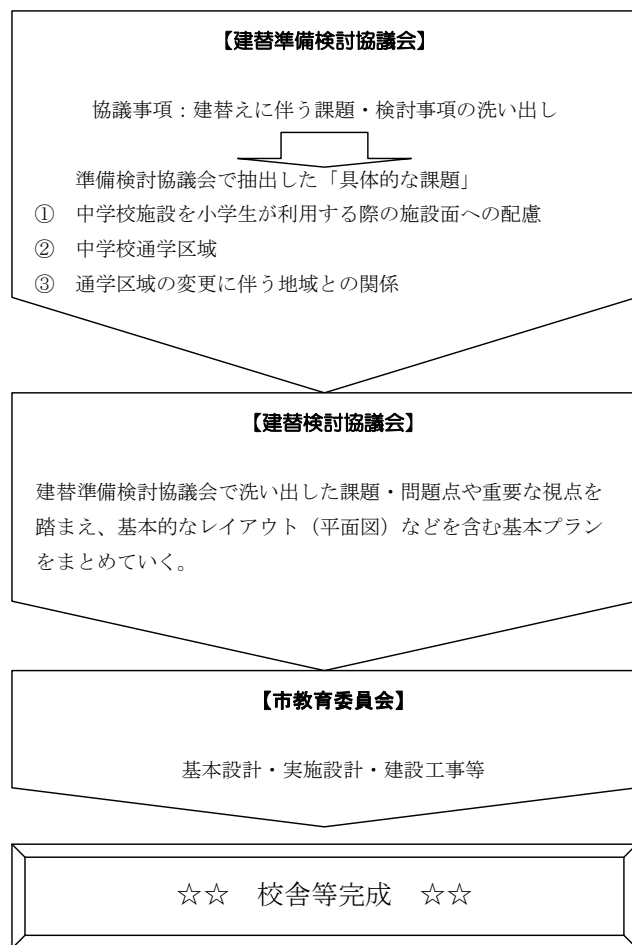 【建替準備検討協議会】
協議事項：建替えに伴う課題・検討事項の洗い出し
準備検討協議会で抽出した「具体的な課題」
① 中学校施設を小学生が利用する際の施設面への配慮
② 中学校通学区域
③ 通学区域の変更に伴う地域との関係
【建替検討協議会】
建替準備検討協議会で洗い出した課題・問題点や重要な視点を
踏まえ、基本的なレイアウト（平面図）などを含む基本プラン
をまとめていく。
【市教育委員会】
基本設計・実施設計・建設工事等
☆☆ 校舎等完成 ☆☆